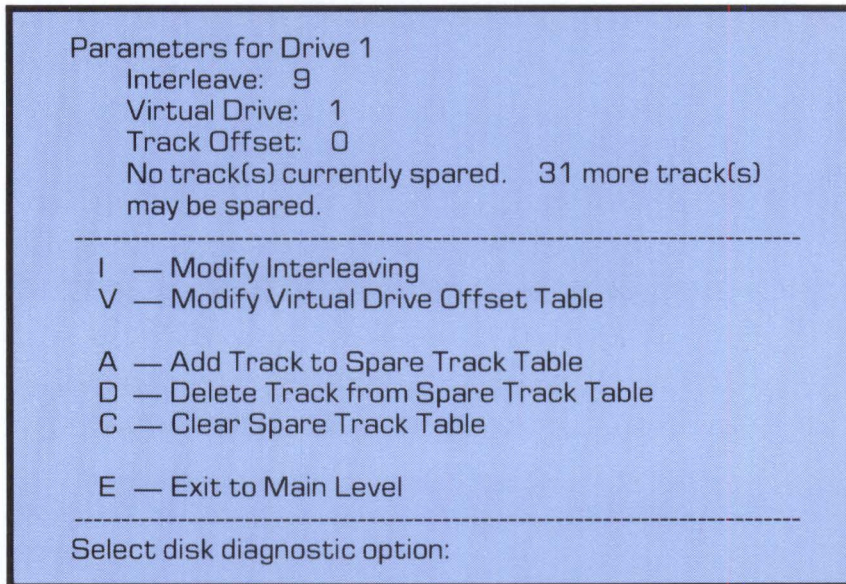 Parameters for Drive 1
Interleave: 9
Virtual Drive: 1
Track Offset: 0
No track(s) currently spared. 31 more track(s)
may be spared.
I — Modify Interleaving
V — Modify Virtual Drive Offset Table
A — Add Track to Spare Track Table
D — Delete Track from Spare Track Table
C — Clear Spare Track Table
E — Exit to Main Level
Select disk diagnostic option: